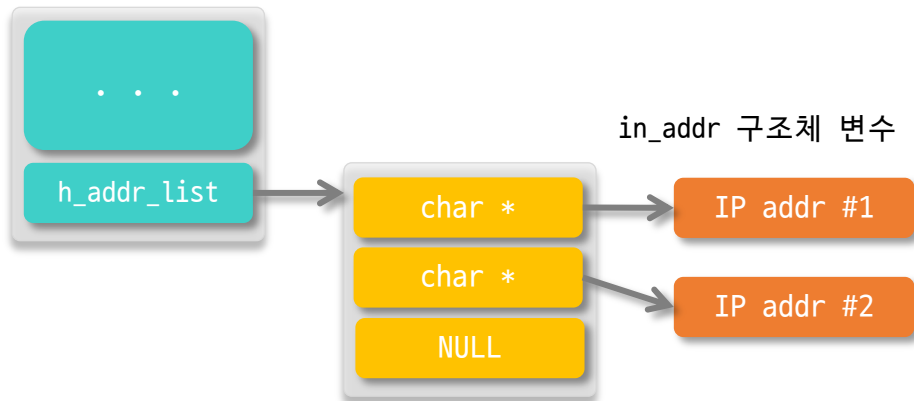 . . .
in_addr 구조체 변수
h_addr_list
char *
IP addr #1
char *
IP addr #2
NULL